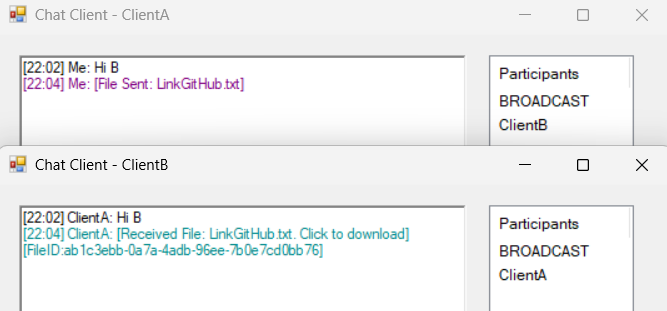 Chat Client - ClientA
[22:02] Me: Hi B
[22:04] Me: [File Sent: LinkGitHub.txt]
Participants
BROADCAST
ClientB
Chat Client - ClientB
[22:02] ClientA: Hi B
[22:04] ClientA: [Received File: LinkGitHub.txt. Click to download]
[FileID:ab1c3ebb-0a7a-4adb-96ee-7b0e7cd0bb76]
Participants
BROADCAST
ClientA